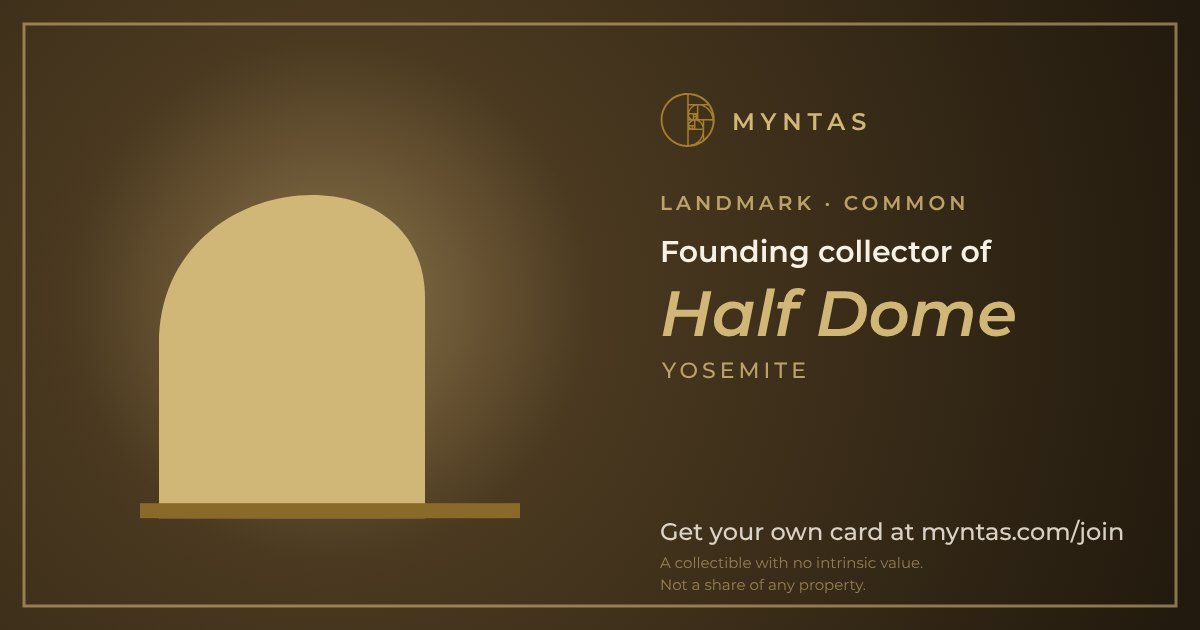 MYNTAS
LANDMARK · COMMON
Founding collector of
Half Dome
YOSEMITE
Get your own card at myntas.com/join
A collectible with no intrinsic value.
Not a share of any property.